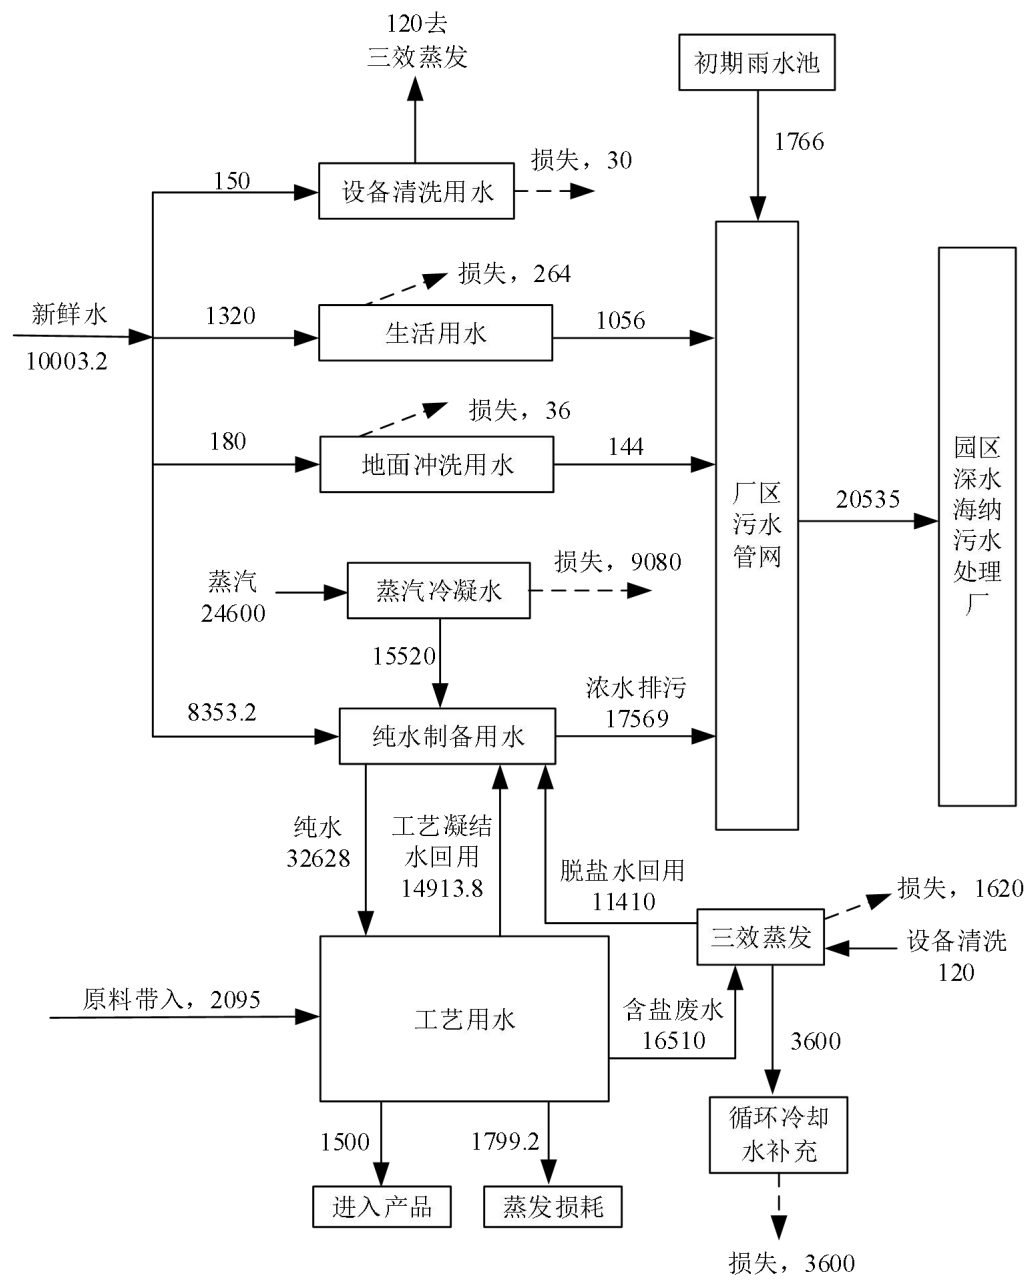 120去
三效蒸发
初期雨水池
1766
损失，30
150
设备清洗用水
损失，264
新鲜水
10003.2
1320
生活用水
1056
损失，36
180
地面冲洗用水
144
厂区
污水
管网
20535
园区
深水
海纳
污水
处理
厂
蒸汽
24600
蒸汽冷凝水
损失，9080
15520
8353.2
纯水制备用水
浓水排污
17569
纯水
32628
工艺凝结
水回用
14913.8
脱盐水回用
11410
损失，1620
三效蒸发
设备清洗
120
原料带入，2095
工艺用水
含盐废水
16510
3600
循环冷却
水补充
1500
1799.2
进入产品
蒸发损耗
损失，3600